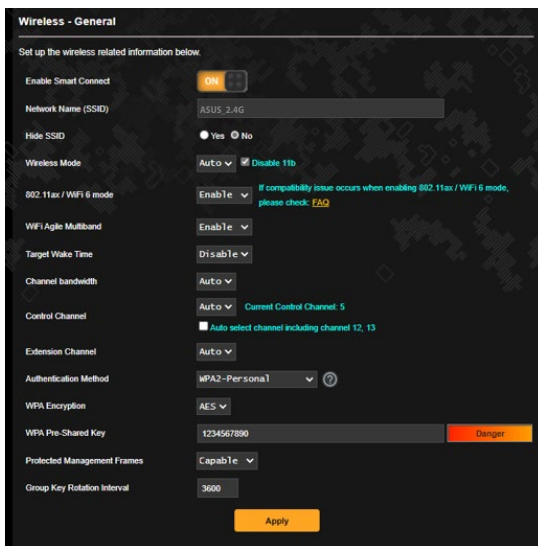 Wireless - General
Set up the wireless related information below.
Enable Smart Connect ON
Network Name (SSID) ASUS_2.4G
Hide SSID Yes No
Wireless Mode Auto Disable 11b
802.11ax / WiFi 6 mode Enable If compatibility issue occurs when enabling 802.11ax / WiFi 6 mode,
please check: FAQ
WiFi Agile Multiband Enable
Target Wake Time Disable
Channel bandwidth Auto
Control Channel Auto Current Control Channel: 5
Auto select channel including channel 12, 13
Extension Channel Auto
Authentication Method WPA2-Personal ?
WPA Encryption AES
WPA Pre-Shared Key 1234567890 Danger
Protected Management Frames Capable
Group Key Rotation Interval 3600
Apply